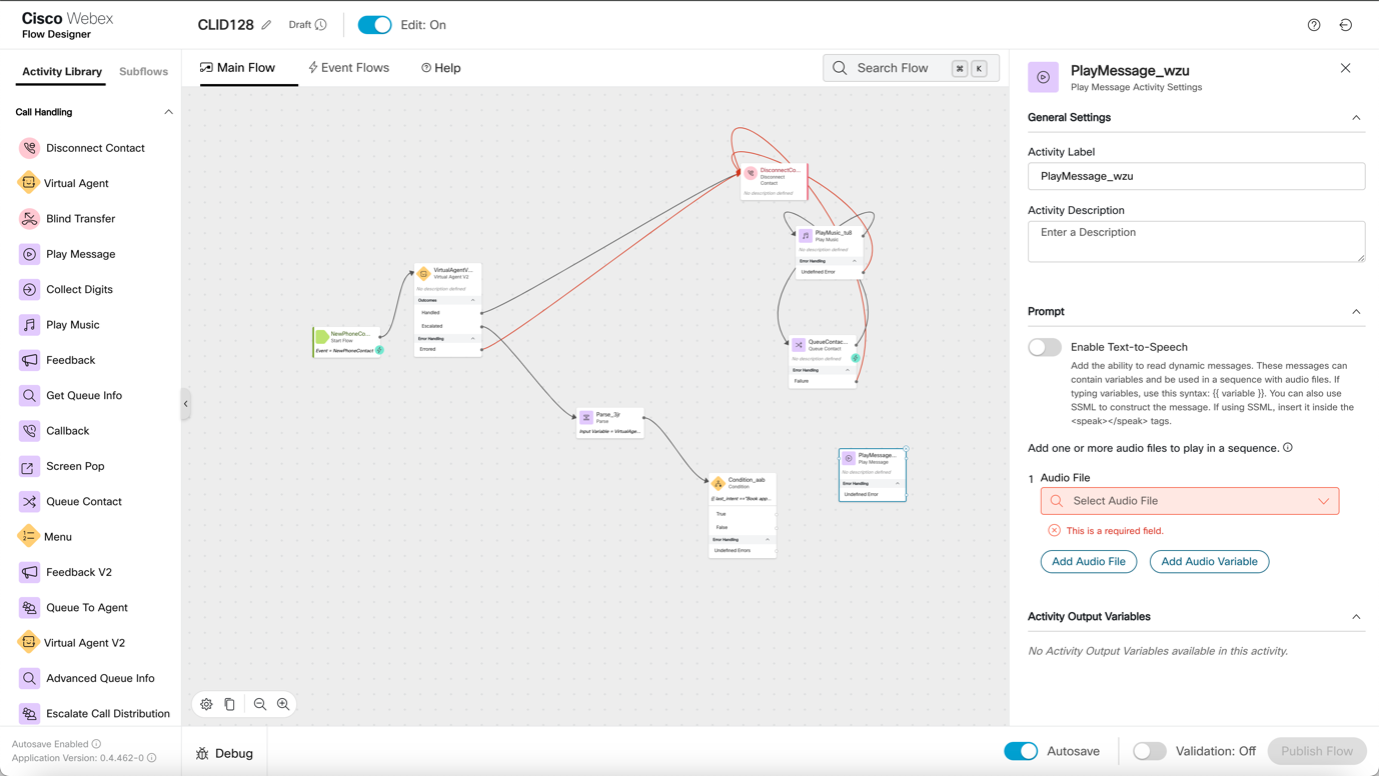 Cisco Webex
Flow Designer
CLID128
Draft
Edit: On
Activity Library
Subflows
Main Flow
Event Flows
Help
Search Flow
⌘
K
Call Handling
Disconnect Contact
Virtual Agent
Blind Transfer
Play Message
Collect Digits
Play Music
Feedback
Get Queue Info
Callback
Screen Pop
Queue Contact
Menu
Feedback V2
Queue To Agent
Virtual Agent V2
Advanced Queue Info
Escalate Call Distribution
Autosave Enabled
Application Version: 0.4.462-0
NewPhoneCo...
Start Flow
Event = NewPhoneContact
VirtualAgentV...
Virtual Agent V2
No description defined
Outcomes
Handled
Escalated
Error Handling
Errored
DisconnectCo...
Disconnect
Contact
No description defined
PlayMusic_tu8
Play Music
No description defined
Error Handling
Undefined Error
QueueContac...
Queue Contact
No description defined
Error Handling
Failure
Parse_3jr
Parse
Input Variable = VirtualAge...
Condition_aab
Condition
{{ last_intent =="Book app...
True
False
Error Handling
Undefined Errors
PlayMessage...
Play Message
No description defined
Error Handling
Undefined Error
Debug
PlayMessage_wzu
Play Message Activity Settings
General Settings
Activity Label
PlayMessage_wzu
Activity Description
Enter a Description
Prompt
Enable Text-to-Speech
Add the ability to read dynamic messages. These messages can
contain variables and be used in a sequence with audio files. If
typing variables, use this syntax: {{ variable }}. You can also use
SSML to construct the message. If using SSML, insert it inside the
<speak></speak> tags.
Add one or more audio files to play in a sequence.
1 Audio File
Select Audio File
This is a required field.
Add Audio File
Add Audio Variable
Activity Output Variables
No Activity Output Variables available in this activity.
Autosave
Validation: Off
Publish Flow